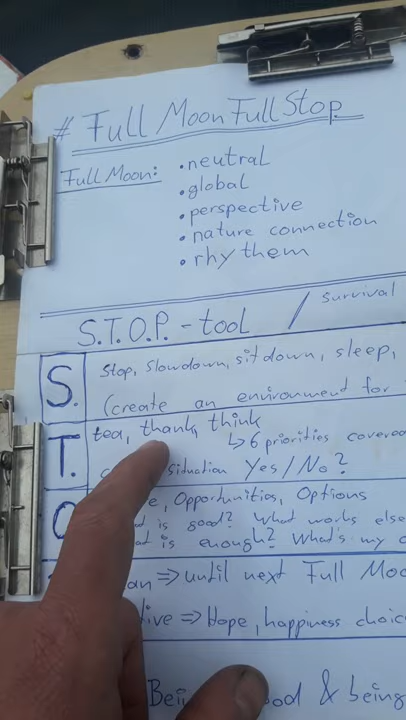 # Full Moon Full Stop
Full Moon: • neutral
• global
• perspective
• nature connection
• rhythem
S.T.O.P. - tool / survival
S. Stop, Slowdown, sit down, sleep,
(create an environment for
T. tea, thank, think
↳ 6 priorities covered
situation Yes/No?
O Opportunities, Options
is good? What works else
is enough? What's my
=> until next Full Moo
=> Hope, happiness choic
Bei ood & being